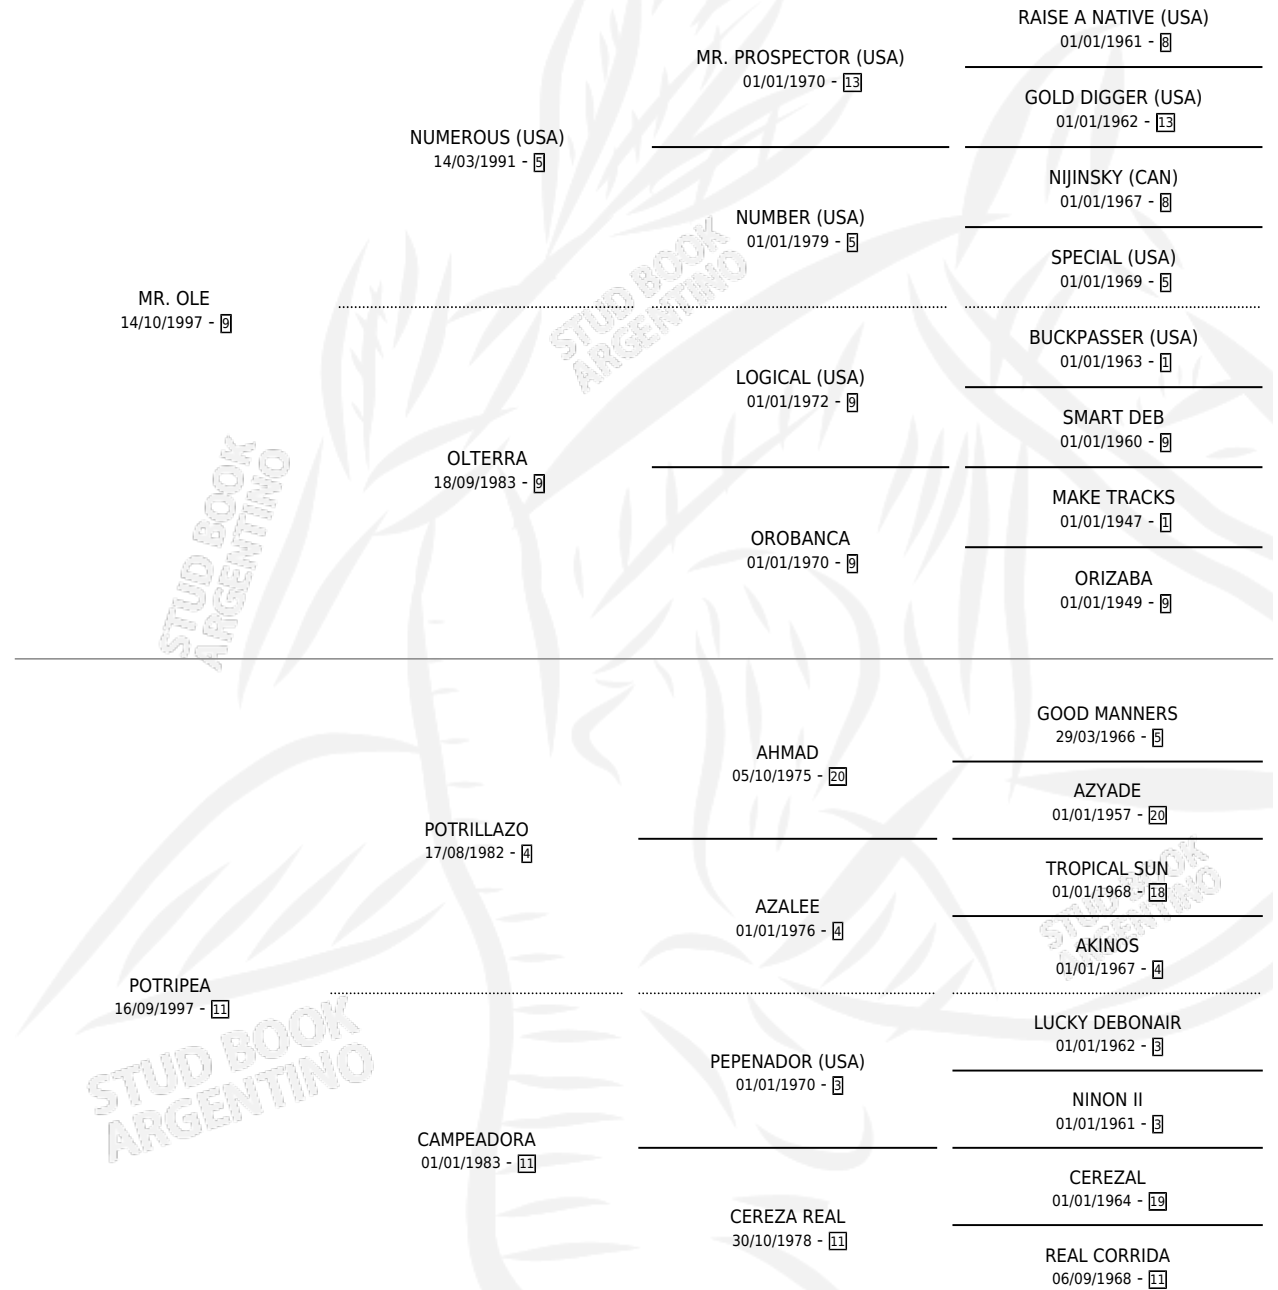 RAISE A NATIVE (USA)
01/01/1961 - 8
MR. PROSPECTOR (USA)
01/01/1970 - 13
GOLD DIGGER (USA)
01/01/1962 - 13
NUMEROUS (USA)
14/03/1991 - 5
NIJINSKY (CAN)
01/01/1967 - 8
NUMBER (USA)
01/01/1979 - 5
SPECIAL (USA)
01/01/1969 - 5
MR. OLE
14/10/1997 - 9
BUCKPASSER (USA)
01/01/1963 - 1
LOGICAL (USA)
01/01/1972 - 9
SMART DEB
01/01/1960 - 9
OLTERRA
18/09/1983 - 9
MAKE TRACKS
01/01/1947 - 1
OROBANCA
01/01/1970 - 9
ORIZABA
01/01/1949 - 9
GOOD MANNERS
29/03/1966 - 5
AHMAD
05/10/1975 - 20
AZYADE
01/01/1957 - 20
POTRILLAZO
17/08/1982 - 4
TROPICAL SUN
01/01/1968 - 18
AZALEE
01/01/1976 - 4
AKINOS
01/01/1967 - 4
POTRIPEA
16/09/1997 - 11
LUCKY DEBONAIR
01/01/1962 - 3
PEPENADOR (USA)
01/01/1970 - 3
NINON II
01/01/1961 - 3
CAMPEADORA
01/01/1983 - 11
CEREZAL
01/01/1964 - 19
CEREZA REAL
30/10/1978 - 11
REAL CORRIDA
06/09/1968 - 11
STUD BOOK
ARGENTINO
STUD BOOK
ARGENTINO
STUD BOOK
ARGENTINO
STUD BOOK
ARGENTINO